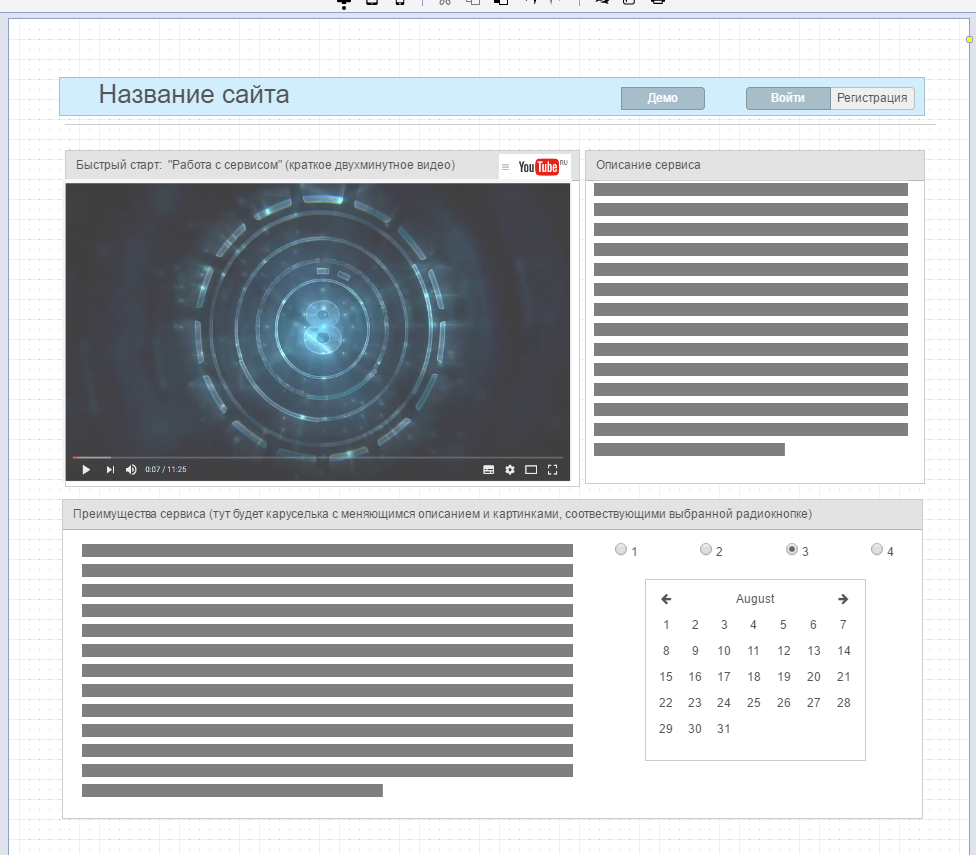 Название сайта
Демо
Войти
Регистрация
Быстрый старт: "Работа с сервисом" (краткое двухминутное видео)
YouTube RU
Описание сервиса
8
0:07 / 11:25
Преимущества сервиса (тут будет каруселька с меняющимся описанием и картинками, соотвествующими выбранной радиокнопке)
1 2 3 4
August
1 2 3 4 5 6 7
8 9 10 11 12 13 14
15 16 17 18 19 20 21
22 23 24 25 26 27 28
29 30 31